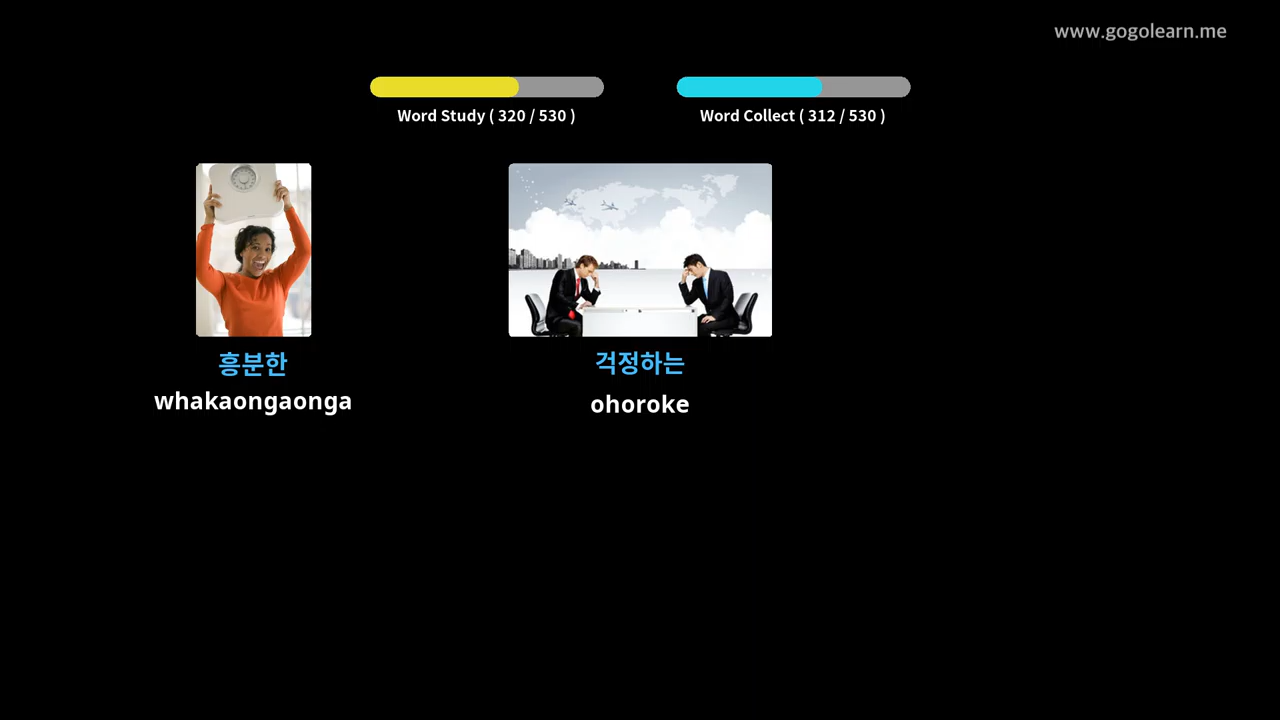 www.gogolearn.me
Word Study ( 320 / 530 )
Word Collect ( 312 / 530 )
흥분한
걱정하는
whakaongaonga
ohoroke